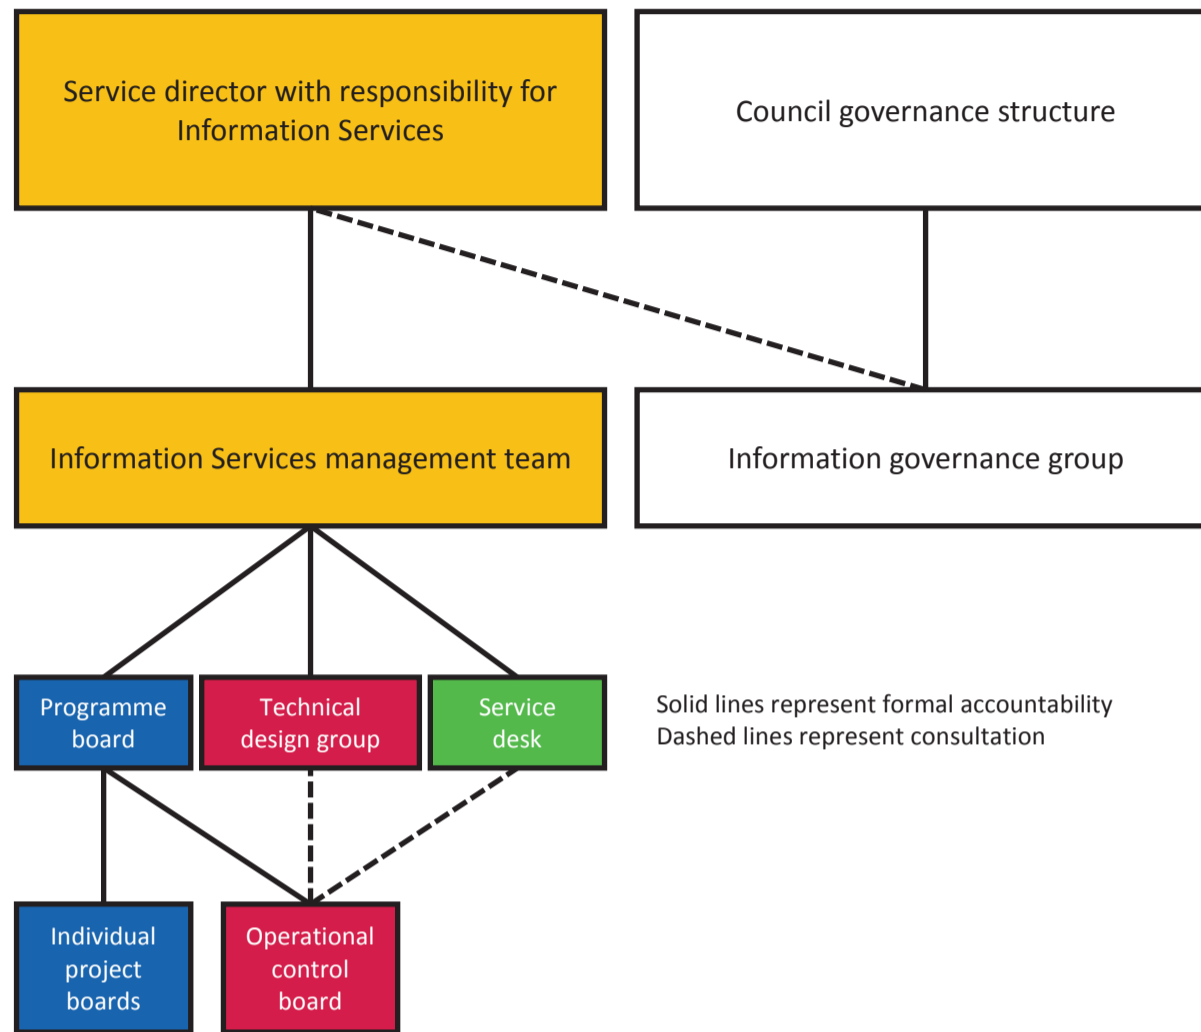 Service director with responsibility for
Information Services
Council governance structure
Information Services management team
Information governance group
Programme
board
Technical
design group
Service
desk
Solid lines represent formal accountability
Dashed lines represent consultation
Individual
project
boards
Operational
control
board